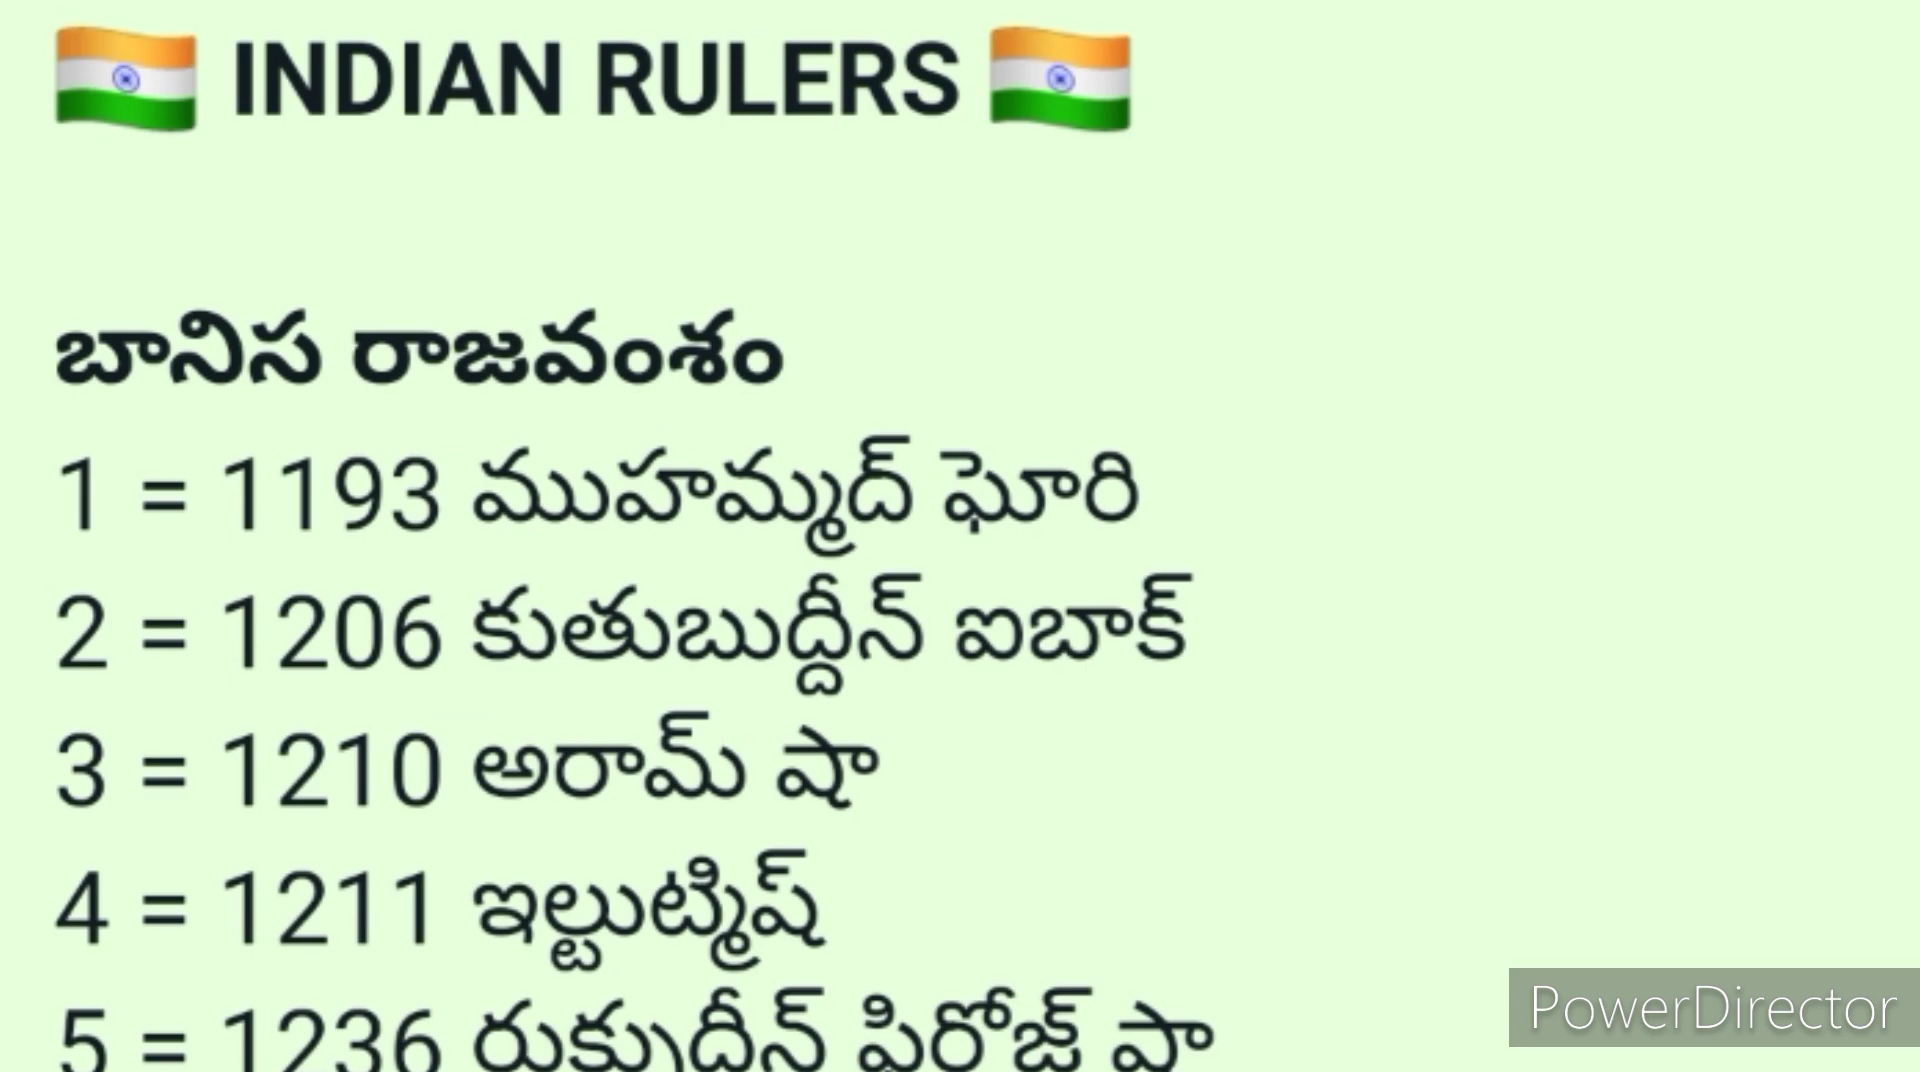 🇮🇳 INDIAN RULERS 🇮🇳
బానిస రాజవంశం
1 = 1193 ముహమ్మద్ ఘోరి
2 = 1206 కుతుబుద్దీన్ ఐబాక్
3 = 1210 అరామ్ షా
4 = 1211 ఇల్టుట్మిష్
5 = 1236 రుక్నుదీన్ ఫిరోజ్ షా
PowerDirector